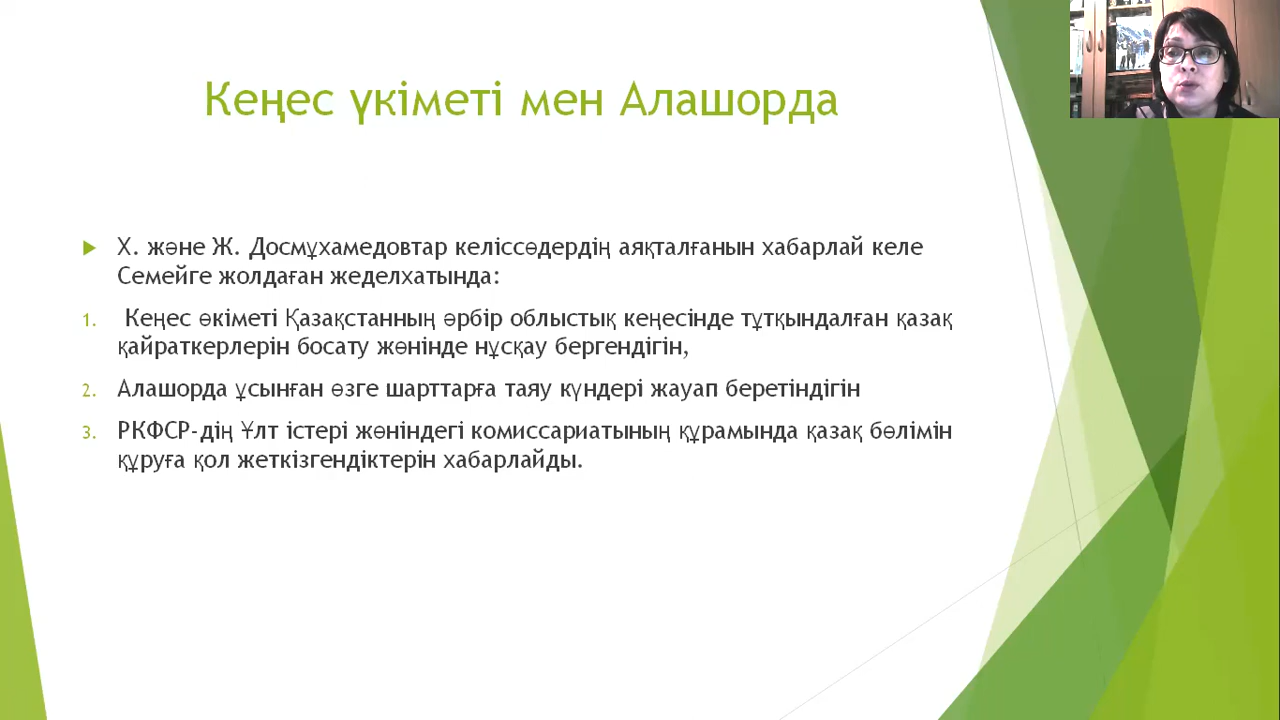 Кеңес үкіметі мен Алашорда
Х. және Ж. Досмұхамедовтар келіссөдердің аяқталғанын хабарлай келе
Семейге жолдаған жеделхатында:
1. Кеңес өкіметі Қазақстанның әрбір облыстық кеңесінде тұтқындалған қазақ
қайраткерлерін босату жөнінде нұсқау бергендігін,
2. Алашорда ұсынған өзге шарттарға таяу күндері жауап беретіндігін
3. РКФСР-дің Ұлт істері жөніндегі комиссариатының құрамында қазақ бөлімін
құруға қол жеткізгендіктерін хабарлайды.